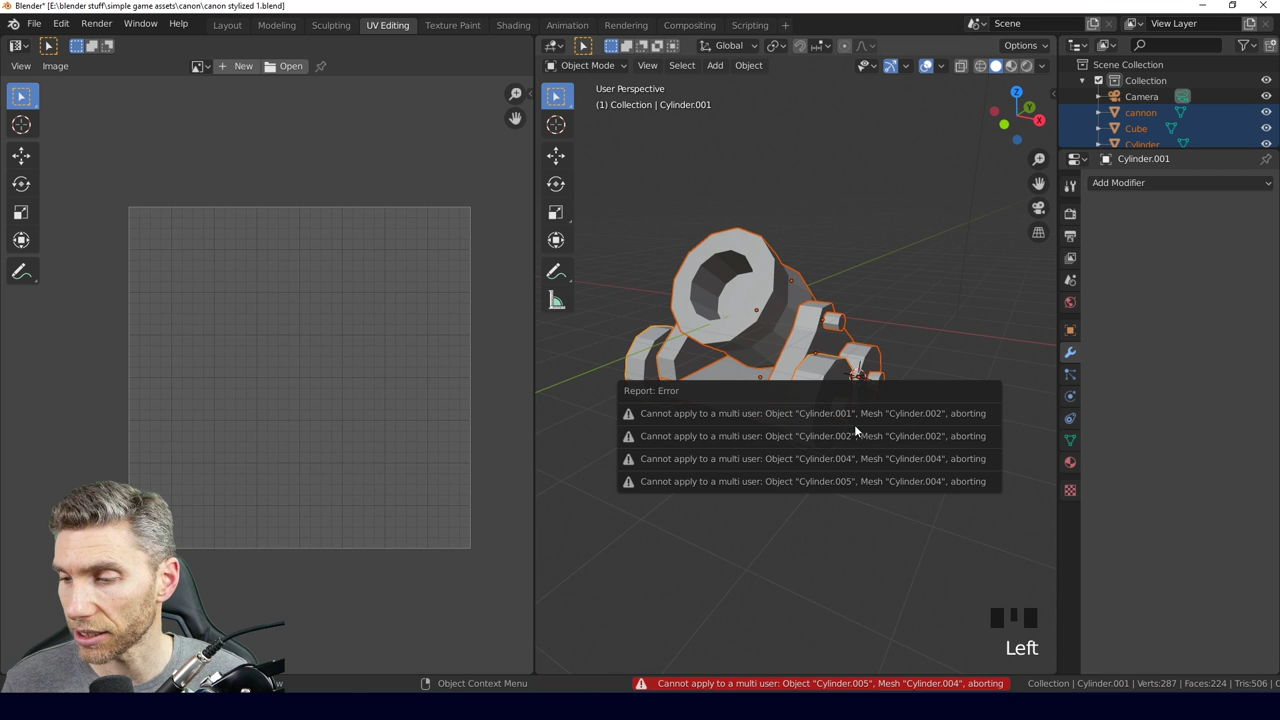 Blender* [E:\blender stuff\simple game assets\canon\canon stylized 1.blend]
File Edit Render Window Help
Layout Modeling Sculpting UV Editing Texture Paint Shading Animation Rendering Compositing Scripting
Scene
View Layer
Global
Options
View Image
New
Open
Object Mode View Select Add Object
User Perspective
(1) Collection | Cylinder.001
Z
Y
X
Scene Collection
Collection
Camera
cannon
Cube
Cylinder
Cylinder.001
Add Modifier
Report: Error
Cannot apply to a multi user: Object "Cylinder.001", Mesh "Cylinder.002", aborting
Cannot apply to a multi user: Object "Cylinder.002", Mesh "Cylinder.002", aborting
Cannot apply to a multi user: Object "Cylinder.004", Mesh "Cylinder.004", aborting
Cannot apply to a multi user: Object "Cylinder.005", Mesh "Cylinder.004", aborting
Left
Object Context Menu
Cannot apply to a multi user: Object "Cylinder.005", Mesh "Cylinder.004", aborting
Collection | Cylinder.001 | Verts:287 | Faces:224 | Tris:506